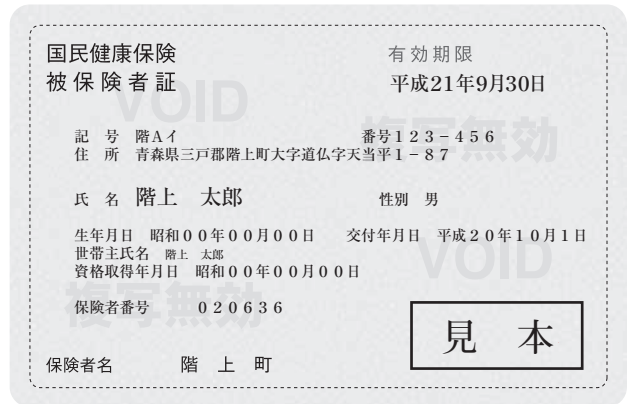 国民健康保険 有効期限
被保険者証 平成21年9月30日
VOID
記 号 階Aイ 番号123-456
複写無効
住 所 青森県三戸郡階上町大字道仏字天当平1-87
氏 名 階上 太郎 性別 男
生年月日 昭和00年00月00日 交付年月日 平成20年10月1日
世帯主氏名 階上 太郎
VOID
資格取得年月日 昭和00年00月00日
保険者番号 020636
複写無効
見 本
保険者名 階 上 町